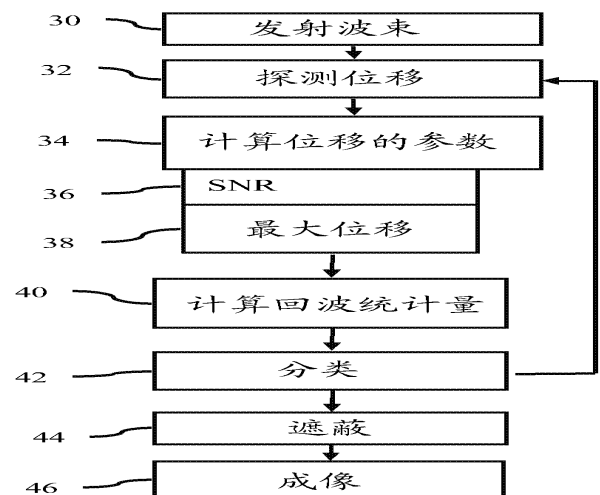 30 发射波束
32 探测位移
34 计算位移的参数
36 SNR
38 最大位移
40 计算回波统计量
42 分类
44 遮蔽
46 成像